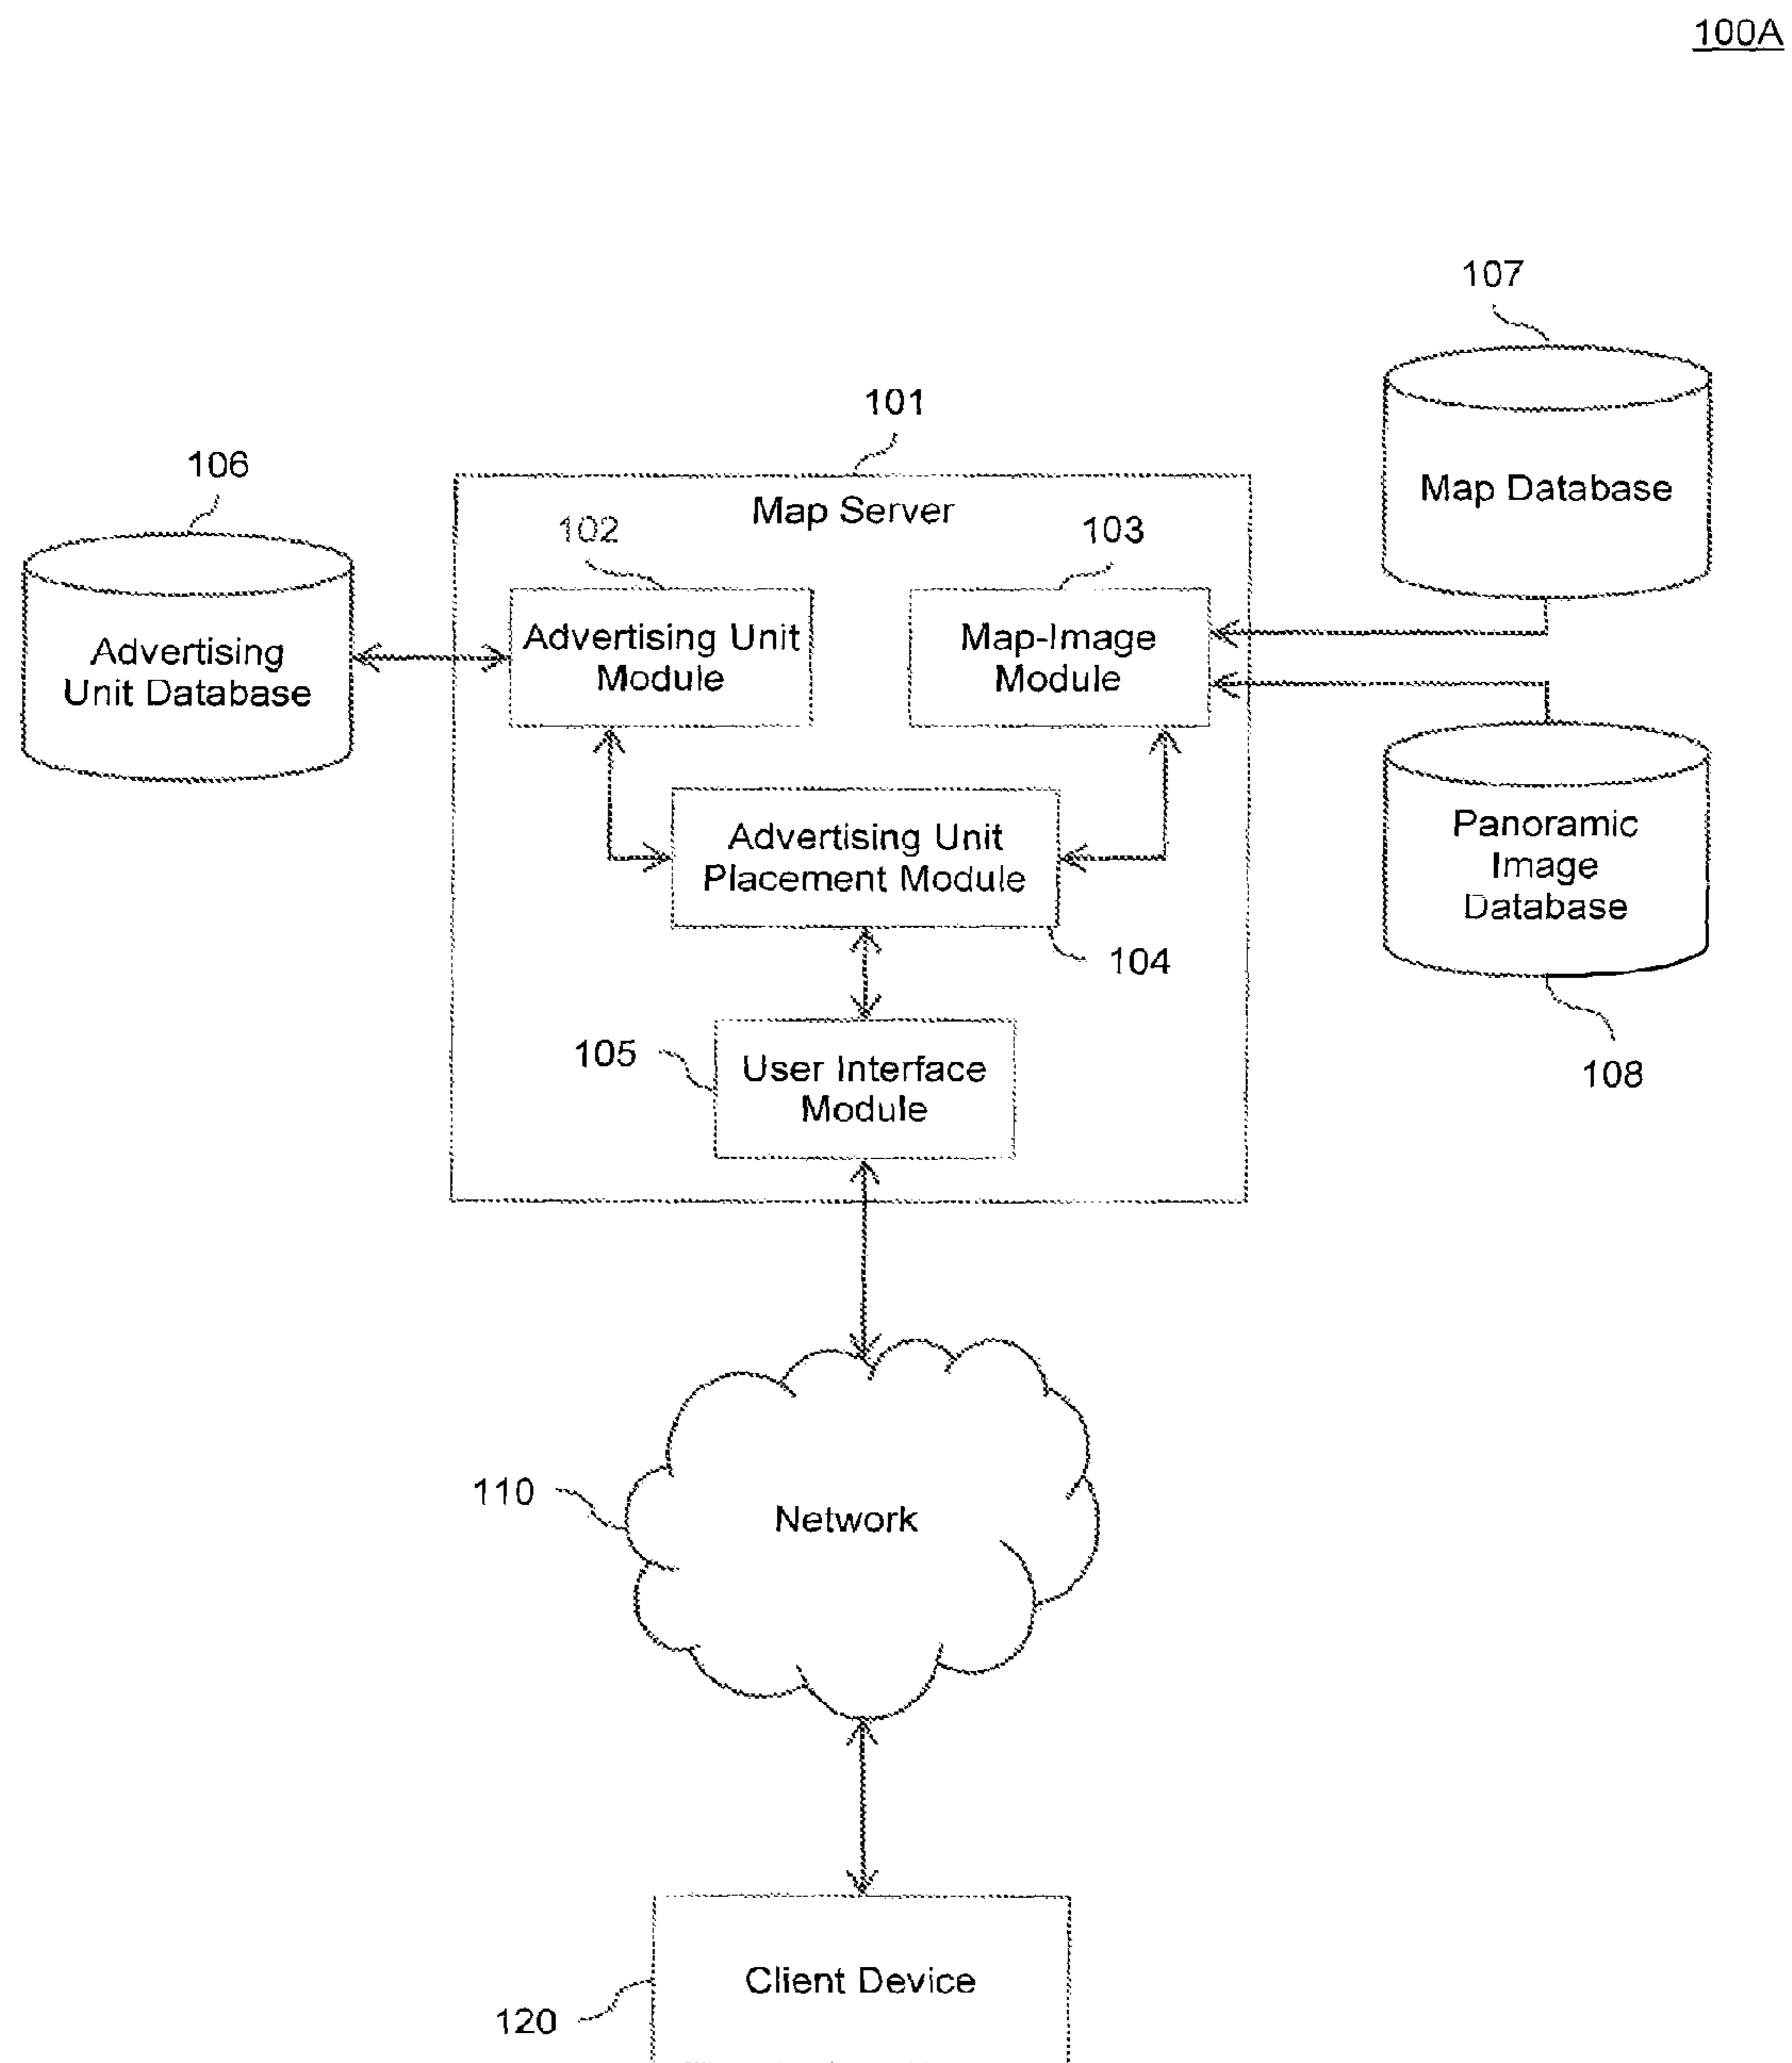 100A
107
101
106
Map Database
Map Server
102
103
Advertising Unit
Module
Map-Image
Module
Advertising
Unit Database
Advertising Unit
Placement Module
Panoramic
Image
Database
104
105
User Interface
Module
108
110
Network
Client Device
120